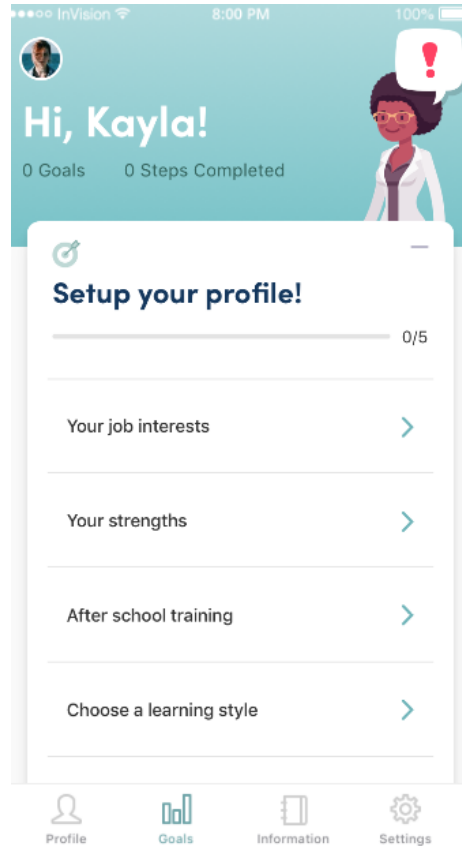 ●●●○○ InVision 8:00 PM 100%
!
Hi, Kayla!
0 Goals 0 Steps Completed
Setup your profile!
0/5
Your job interests
Your strengths
After school training
Choose a learning style
Profile Goals Information Settings